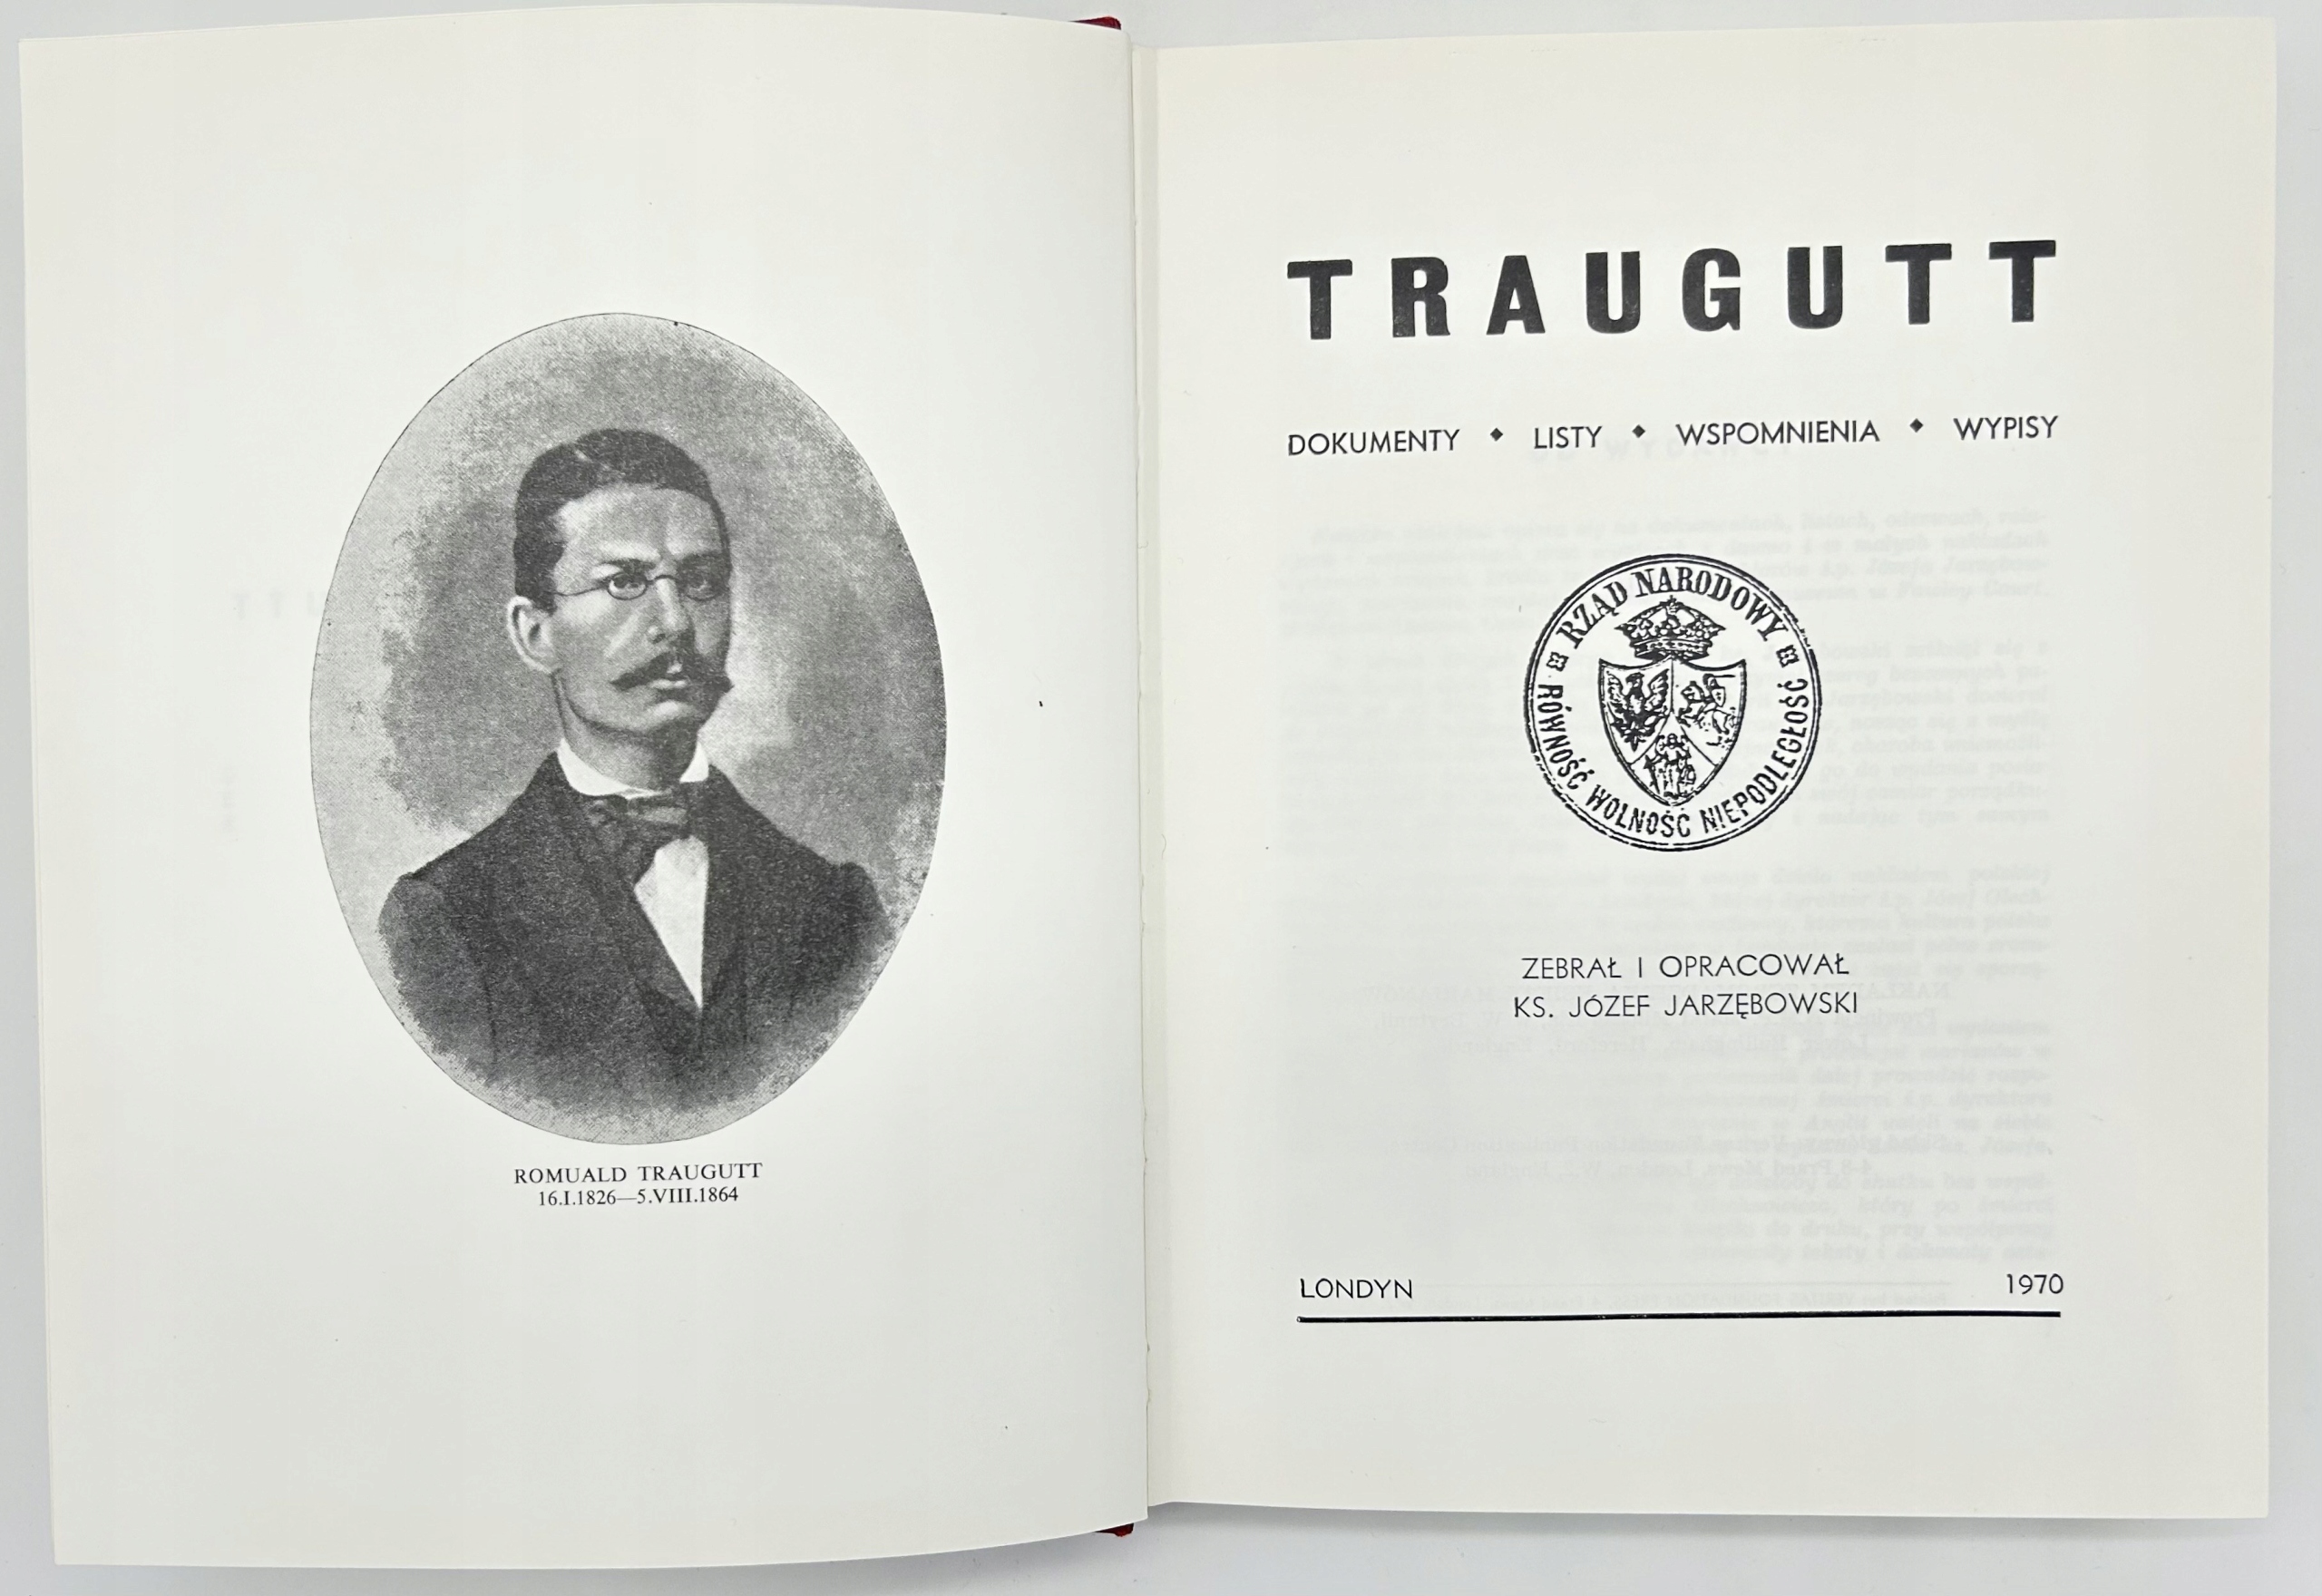 ROMUALD TRAUGUTT
16.I.1826—5.VIII.1864
TRAUGUTT
DOKUMENTY ◆ LISTY ◆ WSPOMNIENIA ◆ WYPISY
RZĄD NARODOWY
RÓWNOŚĆ WOLNOŚĆ NIEPODLEGŁOŚĆ
ZEBRAŁ I OPRACOWAŁ
KS. JÓZEF JARZĘBOWSKI
LONDYN 1970